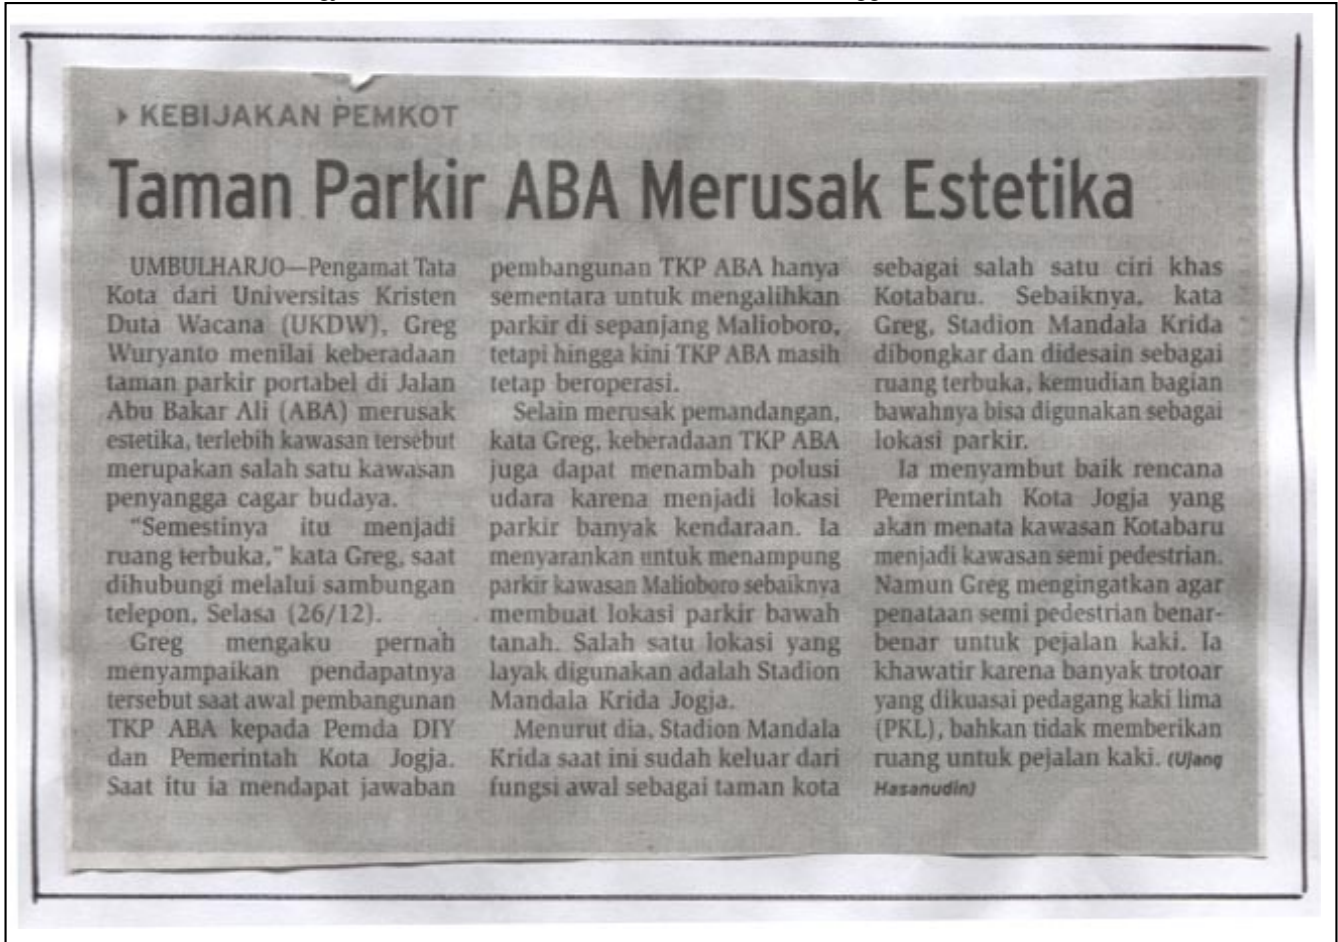 KEBIJAKAN PEMKOT
Taman Parkir ABA Merusak Estetika
UMBULHARJO—Pengamat Tata
Kota dari Universitas Kristen
Duta Wacana (UKDW), Greg
Wuryanto menilai keberadaan
taman parkir portabel di Jalan
Abu Bakar Ali (ABA) merusak
estetika, terlebih kawasan tersebut
merupakan salah satu kawasan
penyangga cagar budaya.
"Semestinya itu menjadi
ruang terbuka," kata Greg, saat
dihubungi melalui sambungan
telepon, Selasa (26/12).
Greg mengaku pernah
menyampaikan pendapatnya
tersebut saat awal pembangunan
TKP ABA kepada Pemda DIY
dan Pemerintah Kota Jogja.
Saat itu ia mendapat jawaban
pembangunan TKP ABA hanya
sementara untuk mengalihkan
parkir di sepanjang Malioboro,
tetapi hingga kini TKP ABA masih
tetap beroperasi.
Selain merusak pemandangan,
kata Greg, keberadaan TKP ABA
juga dapat menambah polusi
udara karena menjadi lokasi
parkir banyak kendaraan. Ia
menyarankan untuk menampung
parkir kawasan Malioboro sebaiknya
membuat lokasi parkir bawah
tanah. Salah satu lokasi yang
layak digunakan adalah Stadion
Mandala Krida Jogja.
Menurut dia, Stadion Mandala
Krida saat ini sudah keluar dari
fungsi awal sebagai taman kota
sebagai salah satu ciri khas
Kotabaru. Sebaiknya, kata
Greg, Stadion Mandala Krida
dibongkar dan didesain sebagai
ruang terbuka, kemudian bagian
bawahnya bisa digunakan sebagai
lokasi parkir.
Ia menyambut baik rencana
Pemerintah Kota Jogja yang
akan menata kawasan Kotabaru
menjadi kawasan semi pedestrian.
Namun Greg mengingatkan agar
penataan semi pedestrian benar-
benar untuk pejalan kaki. Ia
khawatir karena banyak trotoar
yang dikuasai pedagang kaki lima
(PKL), bahkan tidak memberikan
ruang untuk pejalan kaki. (Ujang
Hasanudin)